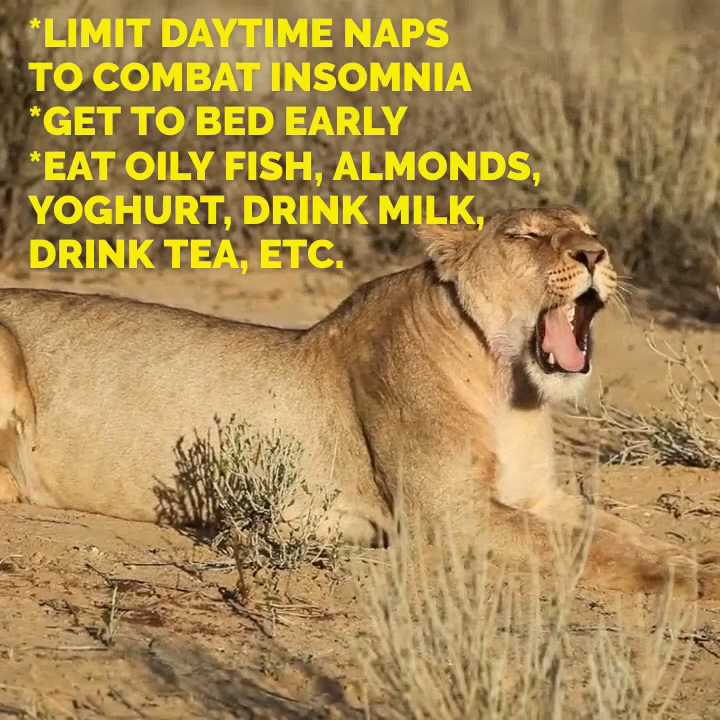 *LIMIT DAYTIME NAPS
TO COMBAT INSOMNIA
*GET TO BED EARLY
*EAT OILY FISH, ALMONDS,
YOGHURT, DRINK MILK,
DRINK TEA, ETC.